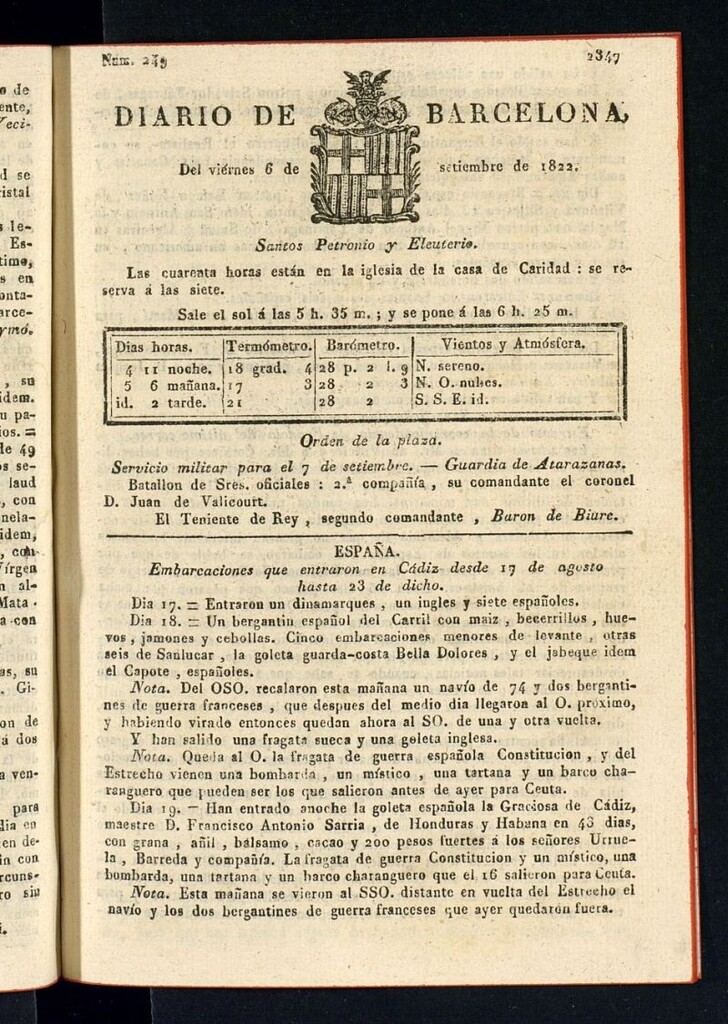 Núm. 249
2347
DIARIO DE BARCELONA,
Del viérnes 6 de setiembre de 1822.
Santos Petronio y Eleuterio.
Las cuarenta horas están en la iglesia de la casa de Caridad : se re-
serva á las siete.
Sale el sol á las 5 h. 35 m. ; y se pone á las 6 h. 25 m.
Dias horas. Termómetro. Barómetro. Vientos y Atmósfera.
4 11 noche. 18 grad. 4 28 p. 2 l. 9 N. sereno.
5 6 mañana. 17 3 28 2 3 N. O. nubes.
id. 2 tarde. 21 28 2 S. S. E. id.
Orden de la plaza.
Servicio militar para el 7 de setiembre. — Guardia de Atarazanas.
Batallon de Sres. oficiales : 2.ª compañía , su comandante el coronel
D. Juan de Valicourt.
El Teniente de Rey , segundo comandante , Baron de Biure.
ESPAÑA.
Embarcaciones que entraron en Cádiz desde 17 de agosto
hasta 23 de dicho.
Dia 17. = Entraron un dinamarques , un ingles y siete españoles.
Dia 18. = Un bergantin español del Carril con maiz , becerrillos , hue-
vos , jamones y cebollas. Cinco embarcaciones menores de levante , otras
seis de Sanlucar , la goleta guarda-costa Bella Dolores , y el jabeque idem
el Capote , españoles.
Nota. Del OSO. recalaron esta mañana un navío de 74 y dos berganti-
nes de guerra franceses , que despues del medio dia llegaron al O. próximo,
y habiendo virado entonces quedan ahora al SO. de una y otra vuelta.
Y han salido una fragata sueca y una goleta inglesa.
Nota. Queda al O. la fragata de guerra española Constitucion , y del
Estrecho vienen una bombarda , un místico , una tartana y un barco cha-
ranguero que pueden ser los que salieron antes de ayer para Ceuta.
Dia 19. — Han entrado anoche la goleta española la Graciosa de Cádiz,
maestre D. Francisco Antonio Sarria , de Honduras y Habana en 43 dias,
con grana , añil , bálsamo , cacao y 200 pesos fuertes á los señores Urrue-
la , Barreda y compañía. La fragata de guerra Constitucion y un místico, una
bombarda, una tartana y un barco charanguero que el 16 salieron para Ceuta.
Nota. Esta mañana se vieron al SSO. distante en vuelta del Estrecho el
navío y los dos bergantines de guerra franceses que ayer quedaron fuera.